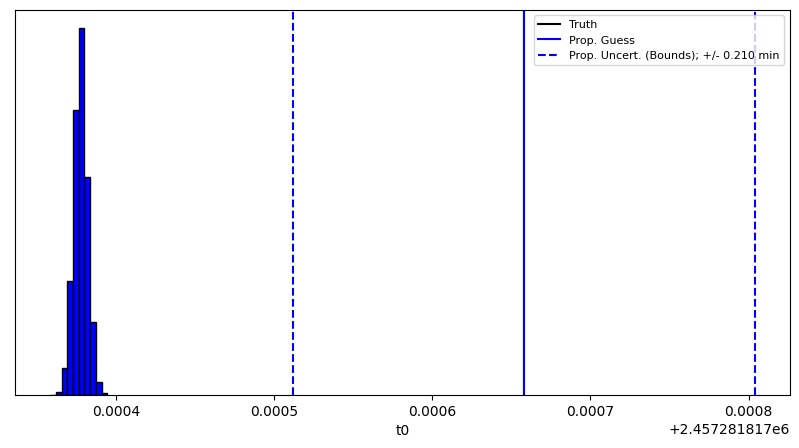 Truth
Prop. Guess
Prop. Uncert. (Bounds); +/- 0.210 min
0.0004
0.0005
0.0006
0.0007
0.0008
t0
+2.457281817e6